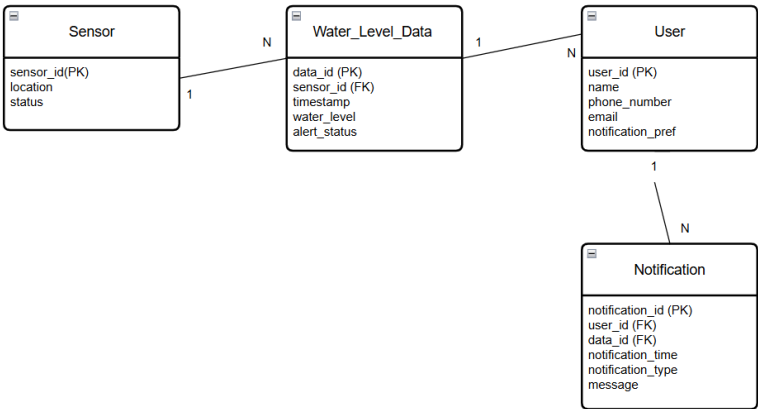 Sensor
sensor_id(PK)
location
status
1
N
Water_Level_Data
data_id (PK)
sensor_id (FK)
timestamp
water_level
alert_status
1
N
User
user_id (PK)
name
phone_number
email
notification_pref
1
N
Notification
notification_id (PK)
user_id (FK)
data_id (FK)
notification_time
notification_type
message